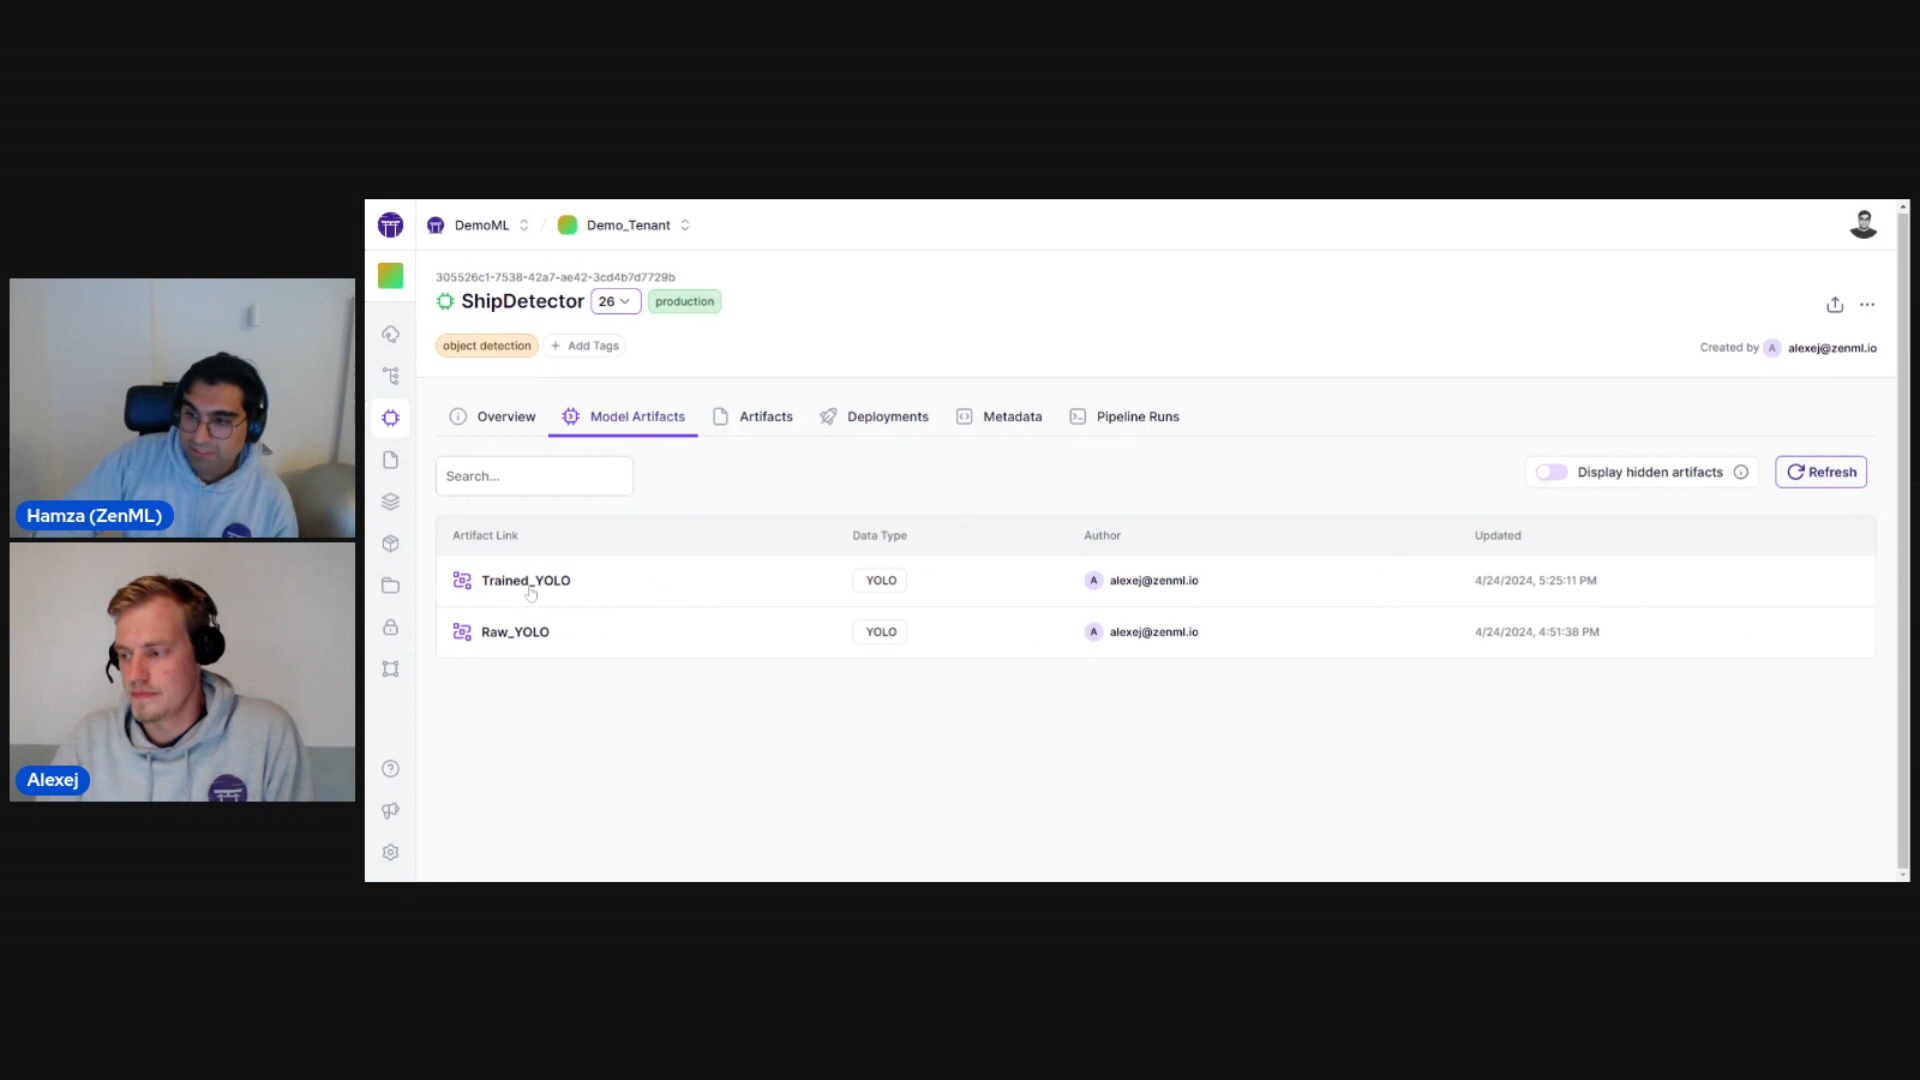 DemoML / Demo_Tenant
305526c1-7538-42a7-ae42-3cd4b7d7729b
ShipDetector 26 production
object detection + Add Tags
Created by A alexej@zenml.io
Overview Model Artifacts Artifacts Deployments Metadata Pipeline Runs
Search... Display hidden artifacts Refresh
Artifact Link Data Type Author Updated
Trained_YOLO YOLO A alexej@zenml.io 4/24/2024, 5:25:11 PM
Raw_YOLO YOLO A alexej@zenml.io 4/24/2024, 4:51:38 PM
Hamza (ZenML)
Alexej